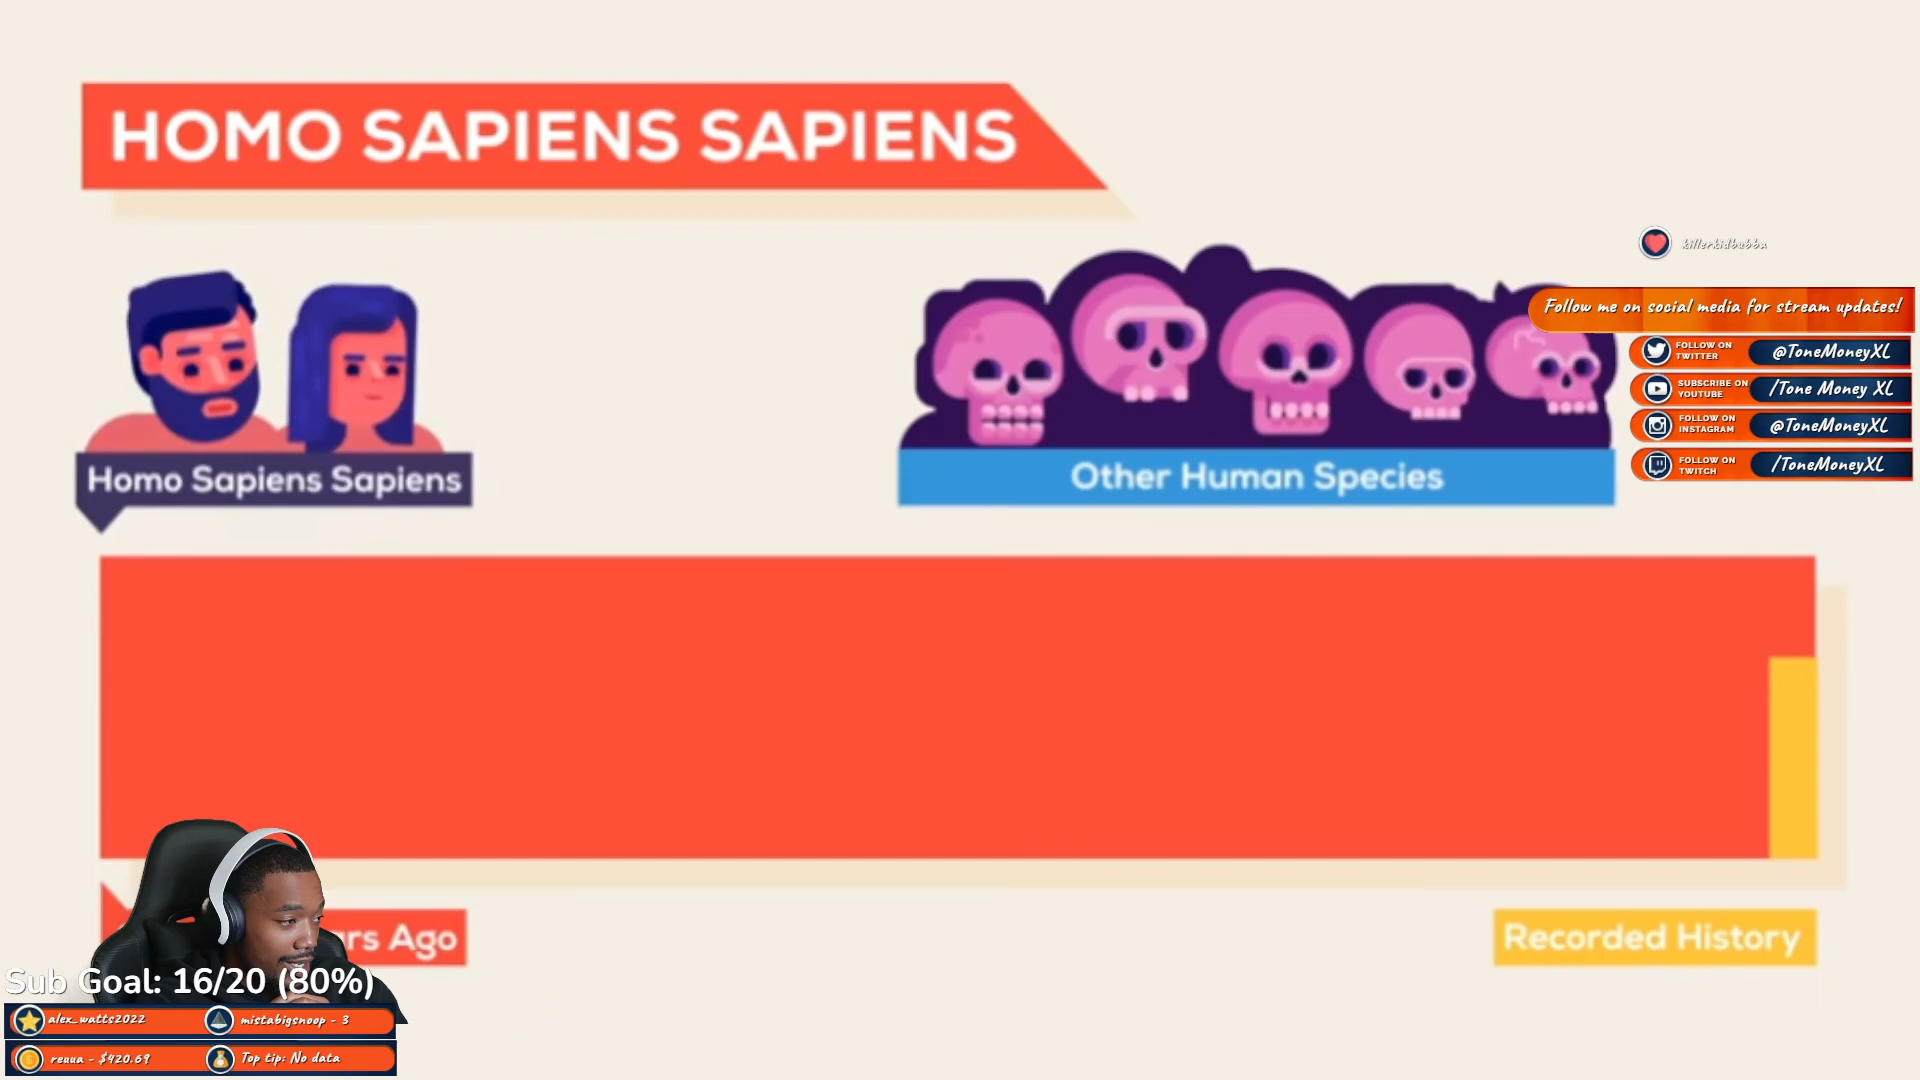 HOMO SAPIENS SAPIENS
killerkidbubba
Follow me on social media for stream updates!
FOLLOW ON TWITTER
@ToneMoneyXL
SUBSCRIBE ON YOUTUBE
/Tone Money XL
FOLLOW ON INSTAGRAM
@ToneMoneyXL
FOLLOW ON TWITCH
/ToneMoneyXL
Homo Sapiens Sapiens
Other Human Species
Ago
Recorded History
Sub Goal: 16/20 (80%)
alex_watts2022
mistabigsnoop - 3
reuua - $420.69
Top tip: No data